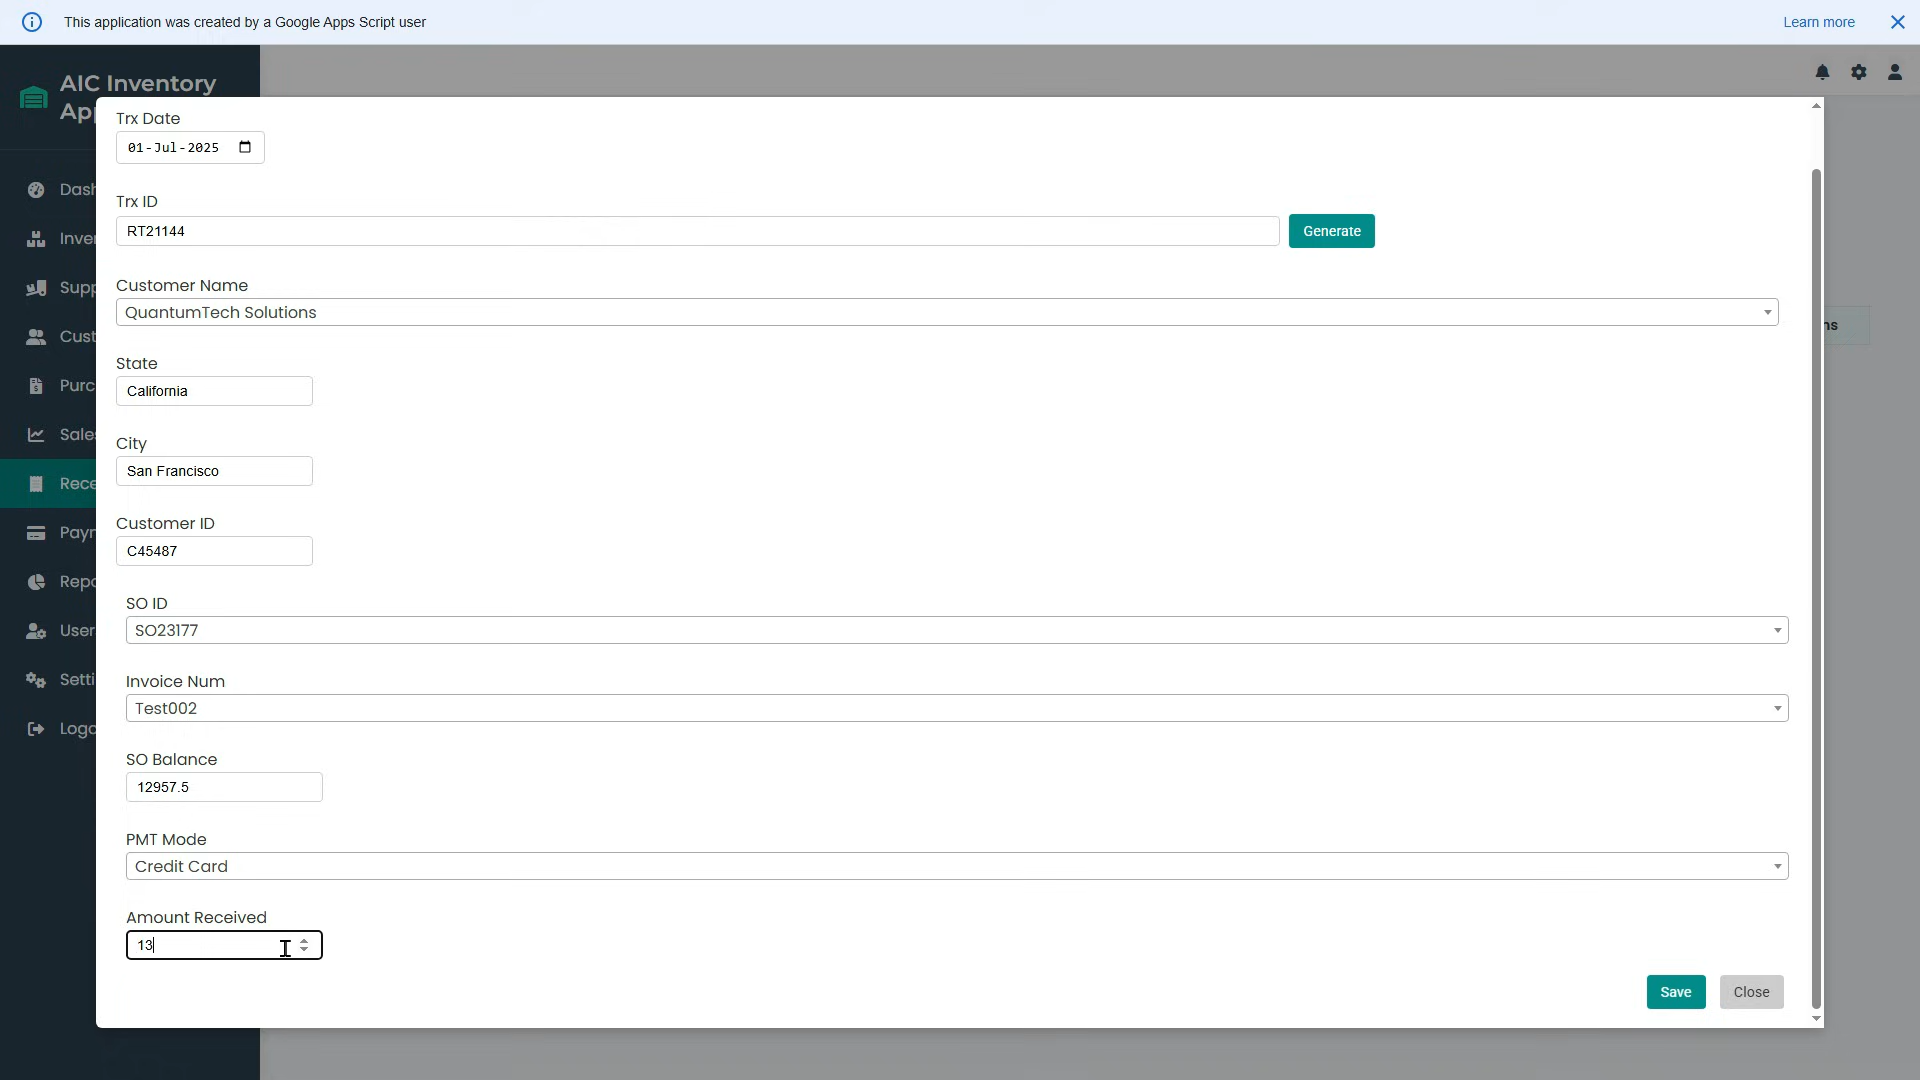 This application was created by a Google Apps Script user
Learn more
AIC Inventory
App
Trx Date
01-Jul-2025
Trx ID
RT21144
Generate
Customer Name
QuantumTech Solutions
State
California
City
San Francisco
Customer ID
C45487
SO ID
SO23177
Invoice Num
Test002
SO Balance
12957.5
PMT Mode
Credit Card
Amount Received
13
Save
Close
Dash
Inve
Supp
Cust
Purc
Sales
Rece
Paym
Repo
User
Setti
Logo
ns